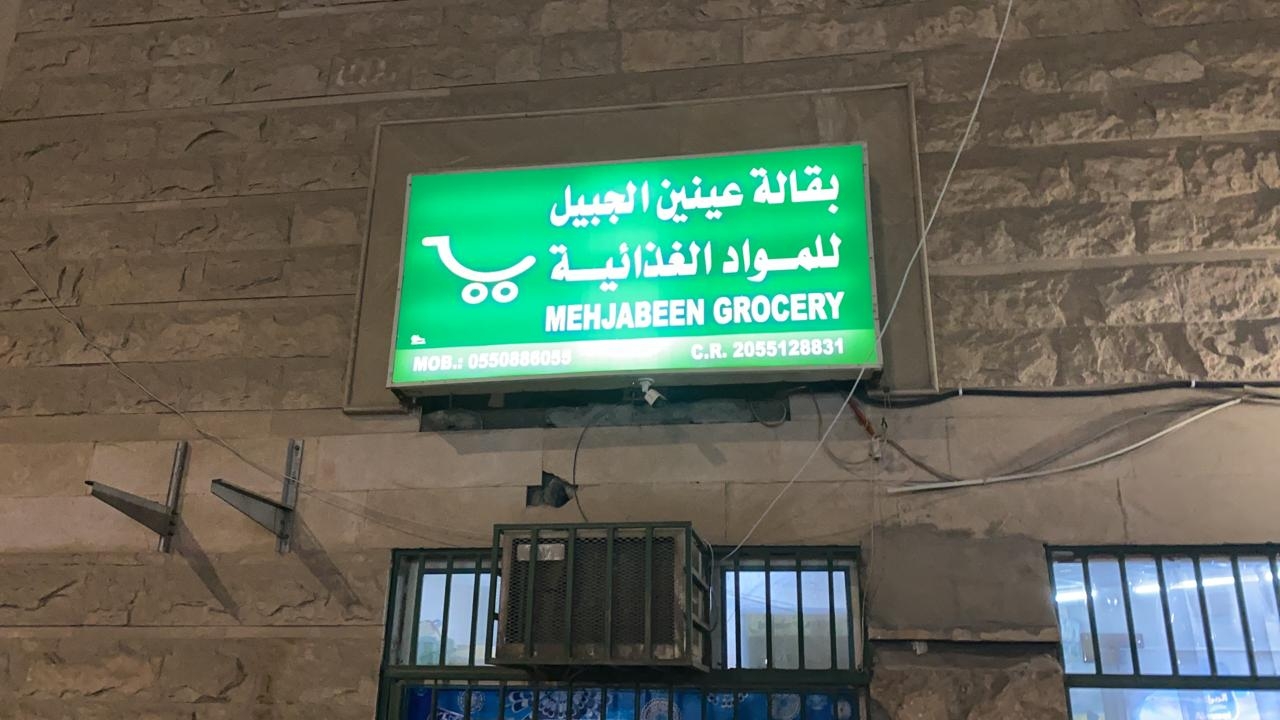 بقالة عينين الجبيل
للمواد الغذائية
MEHJABEEN GROCERY
MOB.: 0550886055
C.R. 2055128831